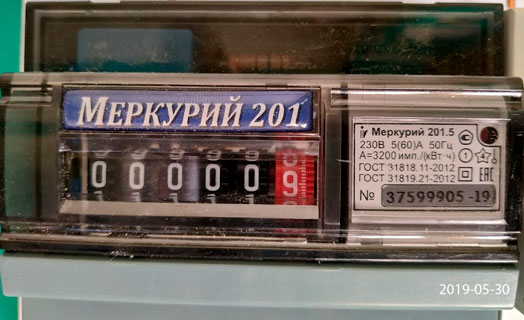 МЕРКУРИЙ 201
0 0 0 0 0 9
Меркурий 201.5
230В 5(60)А 50Гц
А=3200 имп./(кВт·ч)
ГОСТ 31818.11-2012
ГОСТ 31819.21-2012
№ 37599905-19
2019-05-30